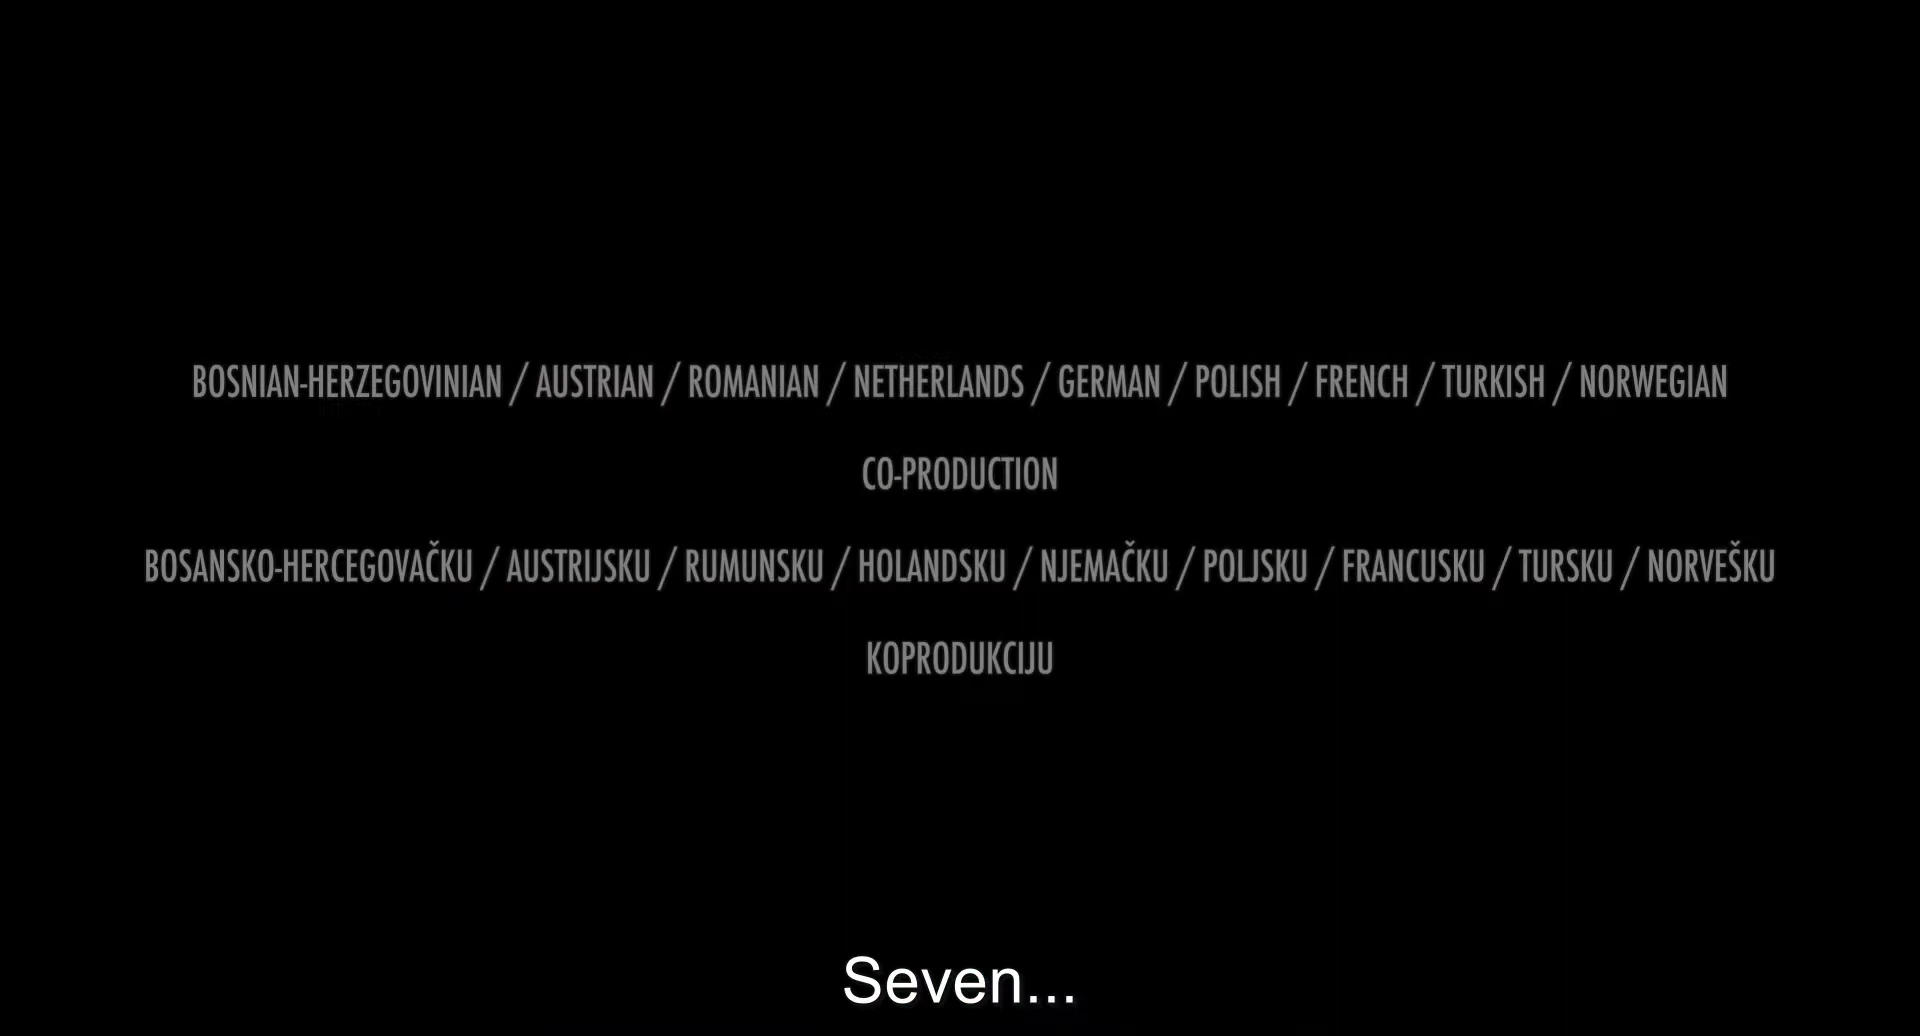 BOSNIAN-HERZEGOVINIAN / AUSTRIAN / ROMANIAN / NETHERLANDS / GERMAN / POLISH / FRENCH / TURKISH / NORWEGIAN
CO-PRODUCTION
BOSANSKO-HERCEGOVAČKU / AUSTRIJSKU / RUMUNSKU / HOLANDSKU / NJEMAČKU / POLJSKU / FRANCUSKU / TURSKU / NORVEŠKU
KOPRODUKCIJU
Seven...